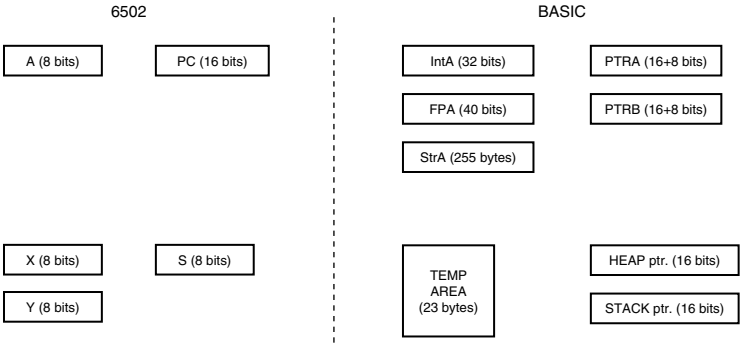 6502
A (8 bits)
PC (16 bits)
X (8 bits)
S (8 bits)
Y (8 bits)
BASIC
IntA (32 bits)
PTRA (16+8 bits)
FPA (40 bits)
PTRB (16+8 bits)
StrA (255 bytes)
TEMP
AREA
(23 bytes)
HEAP ptr. (16 bits)
STACK ptr. (16 bits)